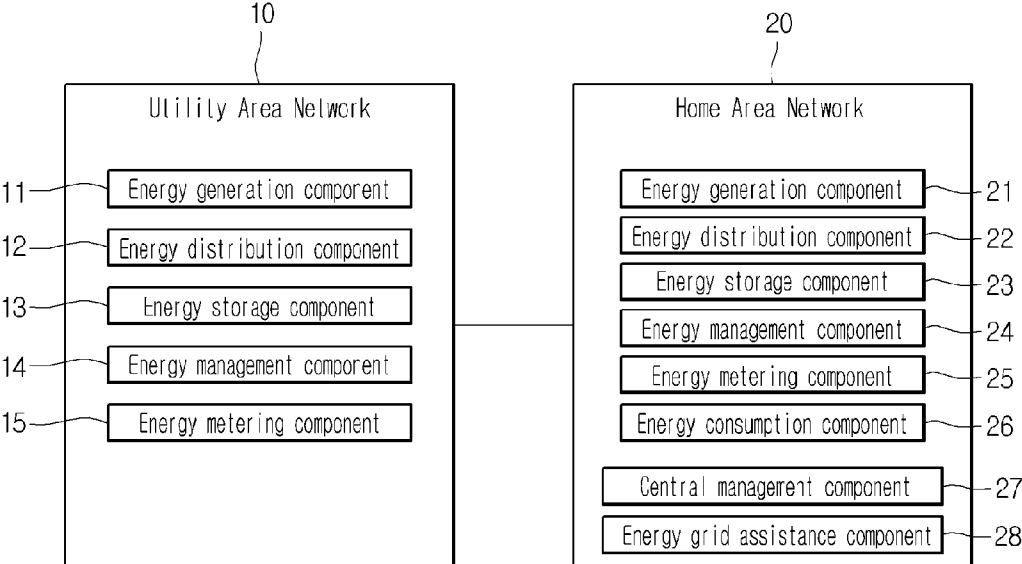 10
20
Utility Area Network
Home Area Network
11
Energy generation component
12
Energy distribution component
13
Energy storage component
14
Energy management component
15
Energy metering component
Energy generation component
21
Energy distribution component
22
Energy storage component
23
Energy management component
24
Energy metering component
25
Energy consumption component
26
Central management component
27
Energy grid assistance component
28